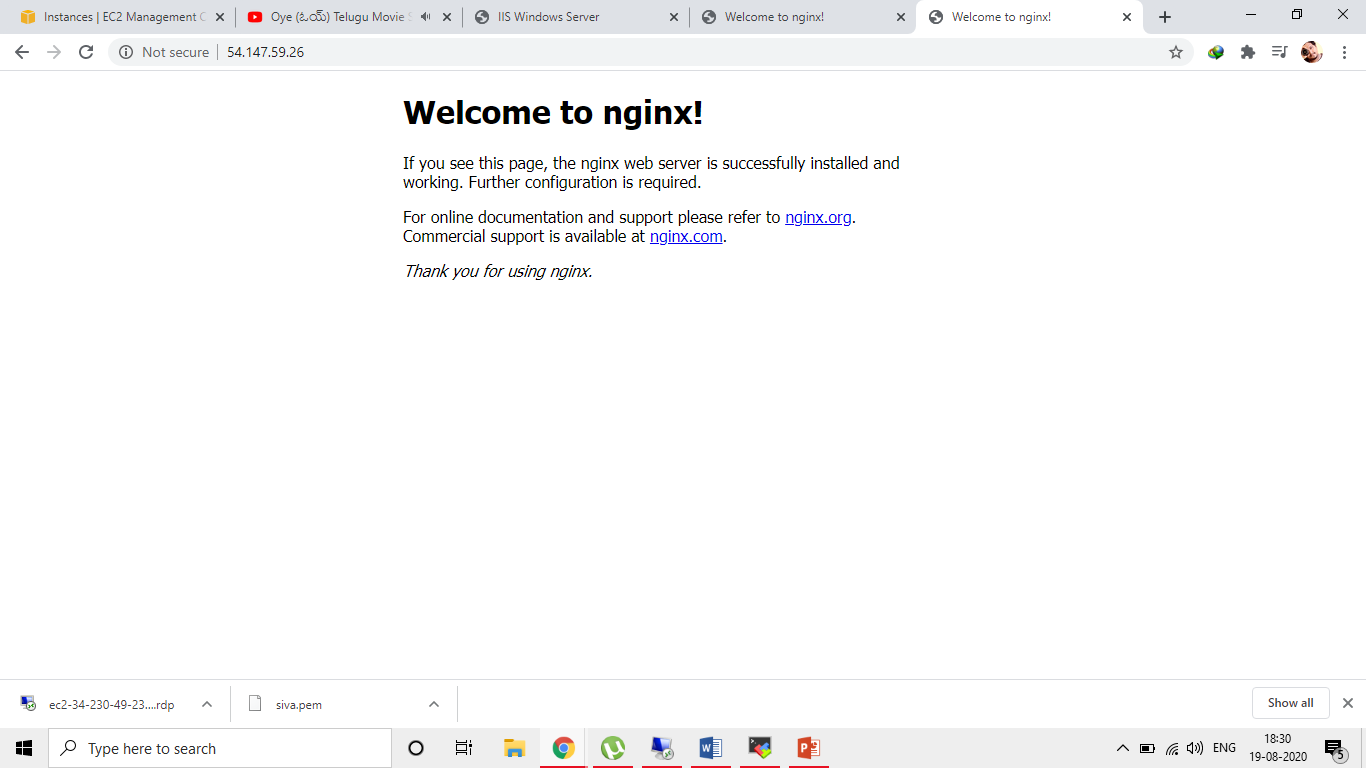 Instances | EC2 Management C
Oye (ఓయ్) Telugu Movie S
IIS Windows Server
Welcome to nginx!
Welcome to nginx!
Not secure | 54.147.59.26
Welcome to nginx!
If you see this page, the nginx web server is successfully installed and
working. Further configuration is required.
For online documentation and support please refer to nginx.org.
Commercial support is available at nginx.com.
Thank you for using nginx.
ec2-34-230-49-23....rdp
siva.pem
Show all
Type here to search
ENG
18:30
19-08-2020
5